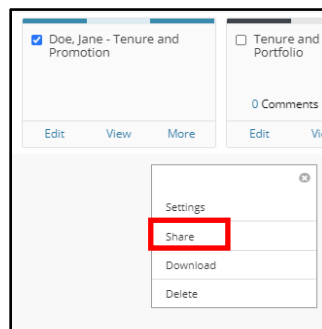 Doe, Jane - Tenure and
Promotion
Edit View More
Tenure and
Portfolio
0 Comments
Edit
Settings
Share
Download
Delete